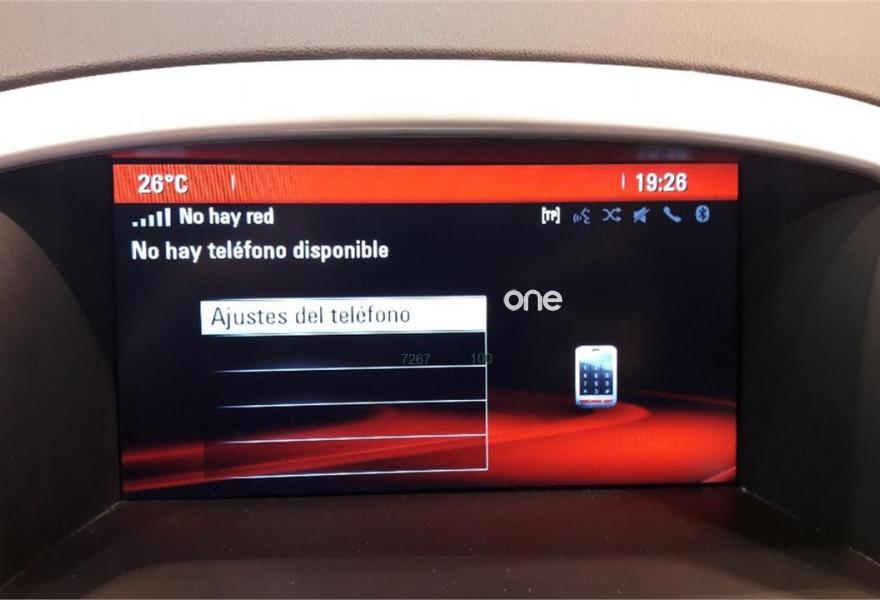 26°C 19:26
No hay red [TP]
No hay teléfono disponible
one
Ajustes del teléfono
7267 100